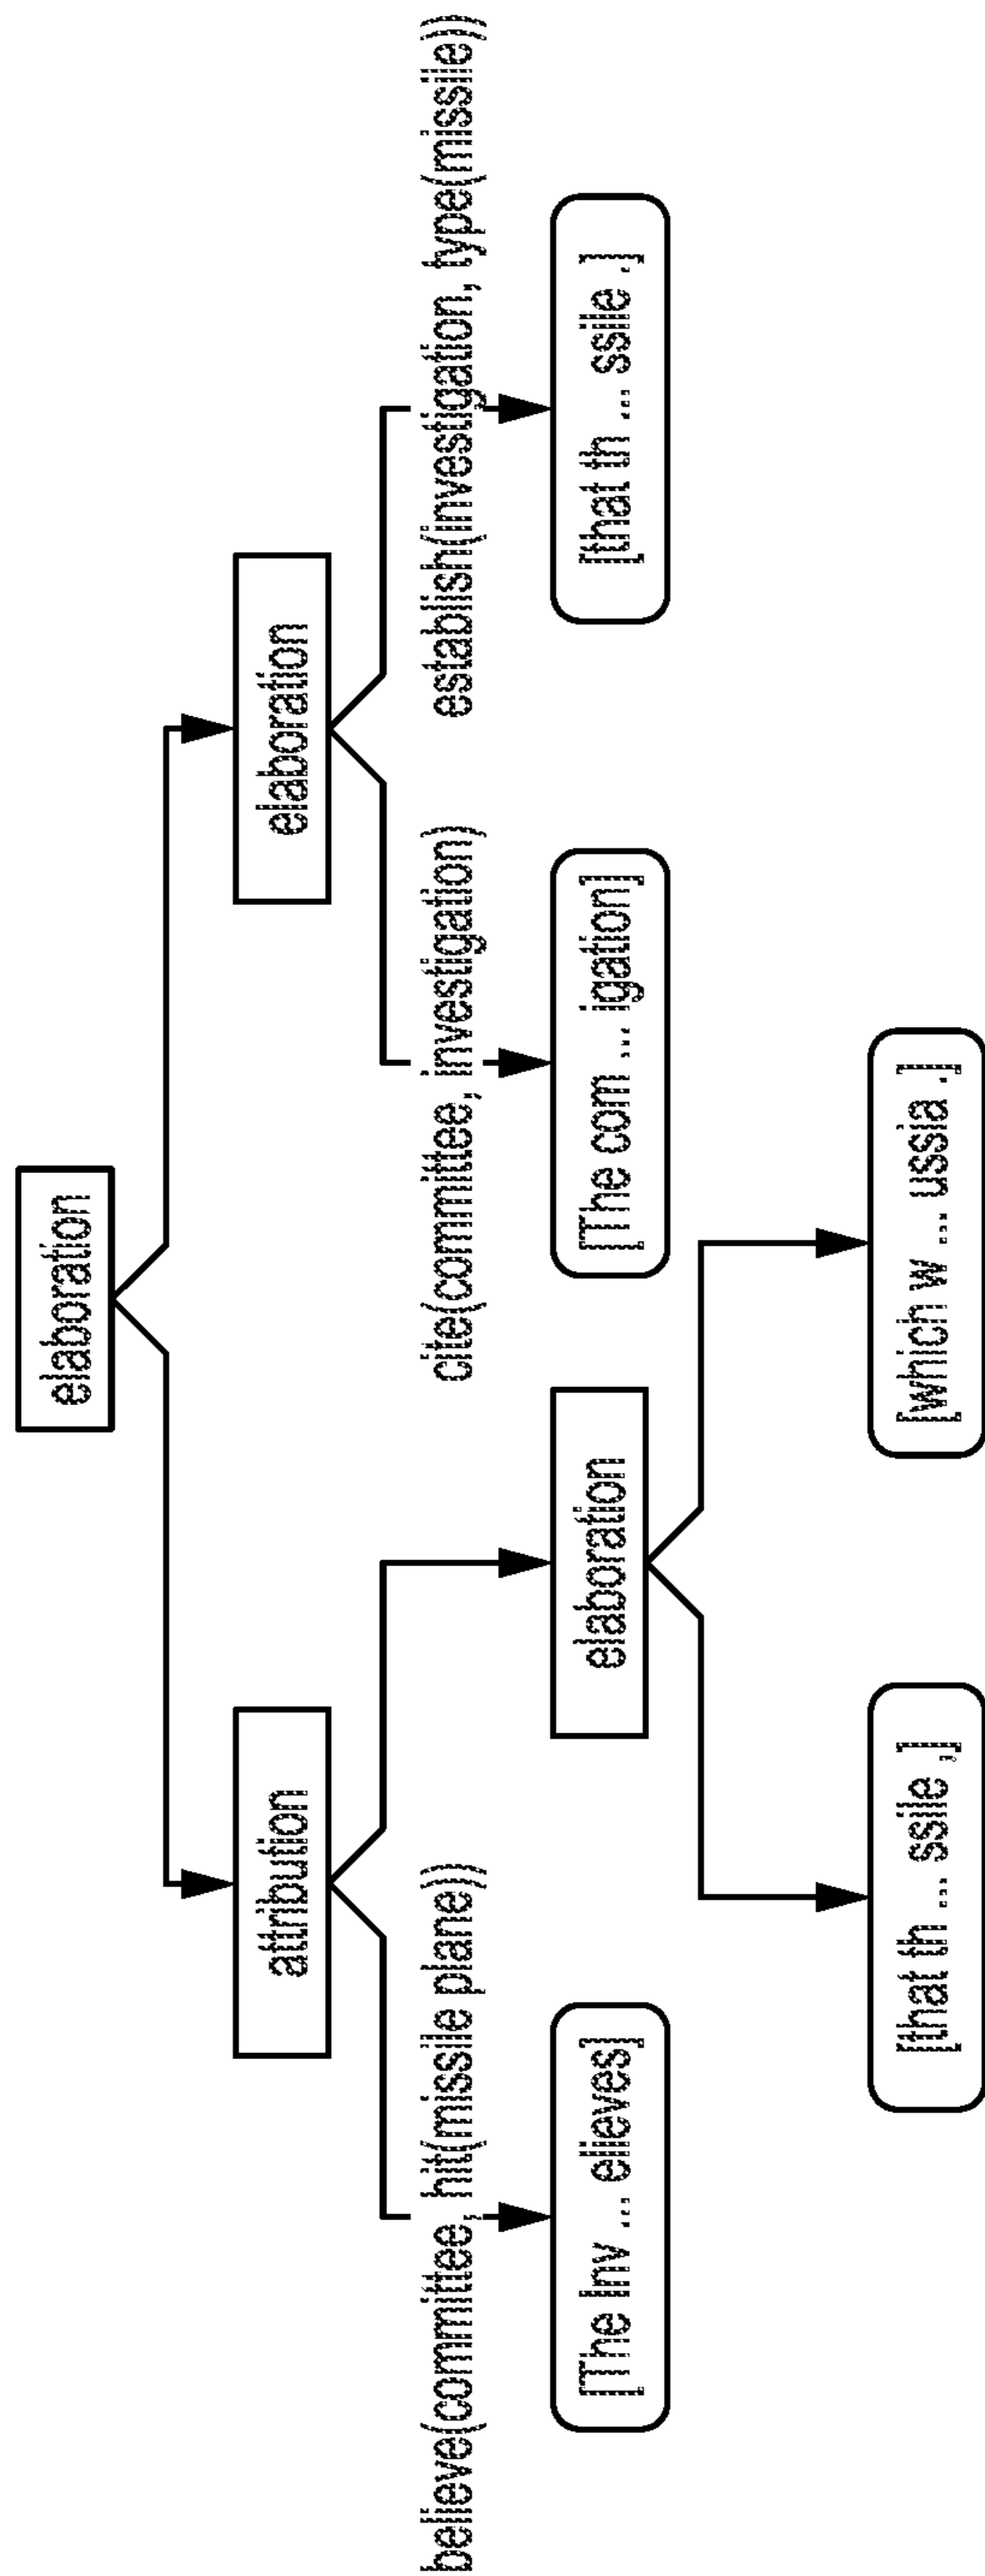 elaboration
attribution
elaboration
believe(committee, hit(missile plane))
cite(committee, investigation)
establish(investigation, type(missile))
[The Inv ... elieves]
elaboration
[The com ... igation]
[that th ... ssile .]
[that th ... ssile ,]
[which w ... ussia .]